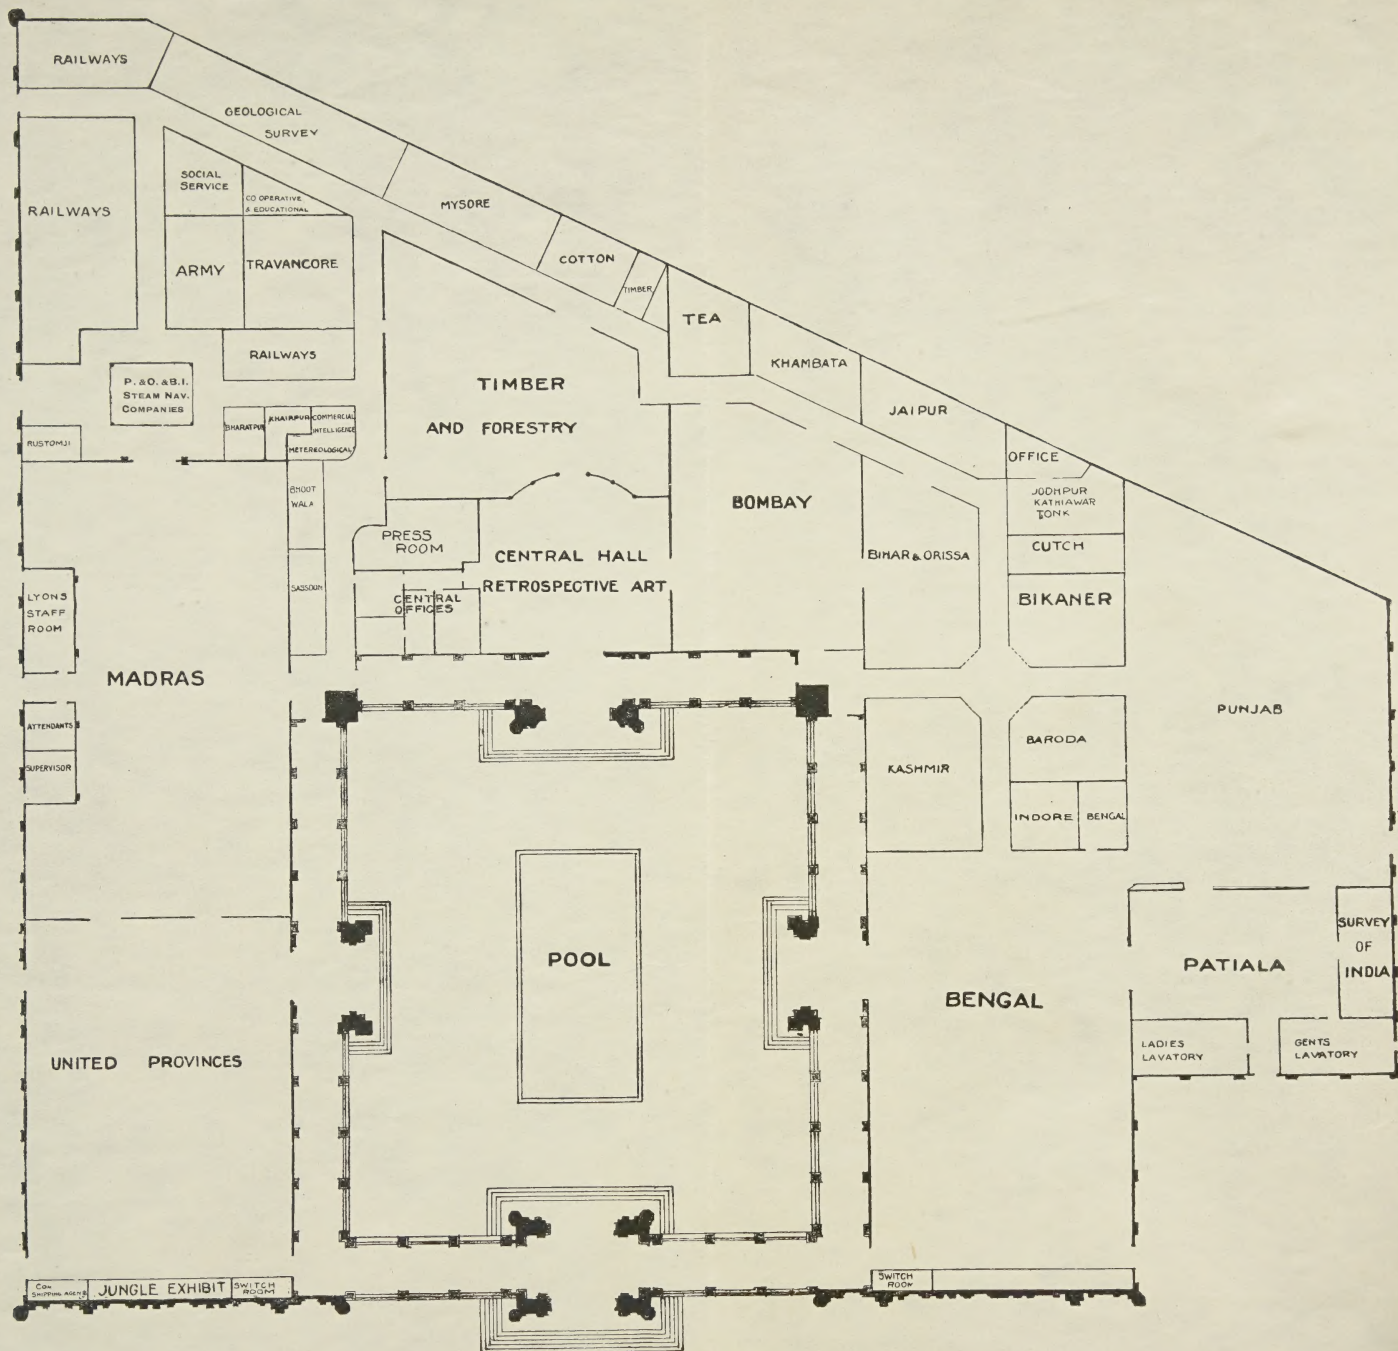 RAILWAYS
GEOLOGICAL
SURVEY
SOCIAL
SERVICE
CO OPERATIVE
& EDUCATIONAL
RAILWAYS
MYSORE
ARMY
TRAVANCORE
COTTON
TIMBER
TEA
RAILWAYS
KHAMBATA
P. & O. & B.I.
STEAM NAV.
COMPANIES
TIMBER
AND FORESTRY
JAIPUR
BHARATPUR
KHAIRPUR
COMMERCIAL
INTELLIGENCE
METEREOLOGICAL
RUSTOMJI
OFFICE
BHOOT
WALA
JODHPUR
KATHIAWAR
TONK
BOMBAY
PRESS
ROOM
CUTCH
CENTRAL HALL
RETROSPECTIVE ART
BIHAR & ORISSA
SASSOON
CENTRAL
OFFICES
BIKANER
LYONS
STAFF
ROOM
MADRAS
PUNJAB
ATTENDANTS
SUPERVISOR
BARODA
KASHMIR
INDORE
BENGAL
SURVEY
OF
INDIA
POOL
PATIALA
BENGAL
LADIES
LAVATORY
GENTS
LAVATORY
UNITED PROVINCES
SHIPPING AGENT
JUNGLE EXHIBIT
SWITCH
ROOM
SWITCH
ROOM